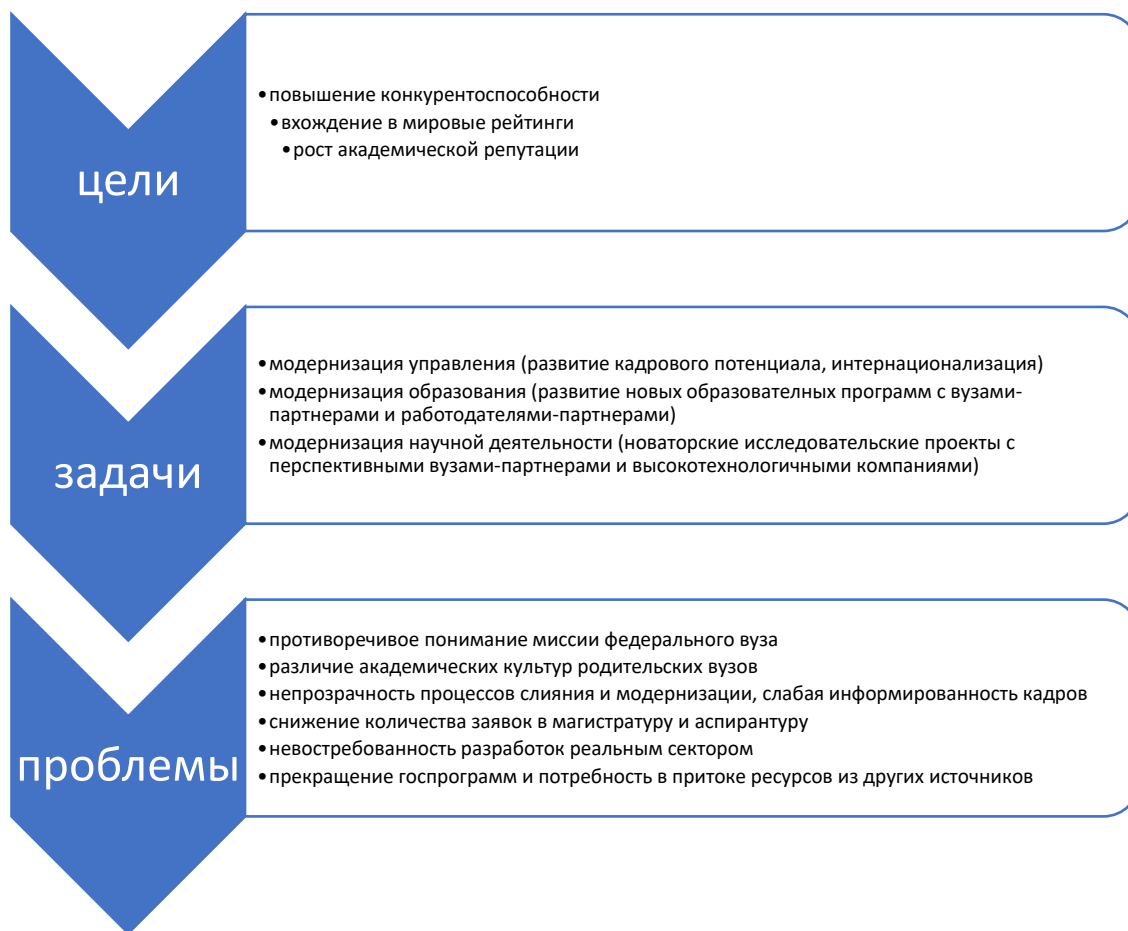 цели
•повышение конкурентоспособности
•вхождение в мировые рейтинги
•рост академической репутации
задачи
•модернизация управления (развитие кадрового потенциала, интернационализация)
•модернизация образования (развитие новых образователных программ с вузами-
партнерами и работодателями-партнерами)
•модернизация научной деятельности (новаторские исследовательские проекты с
перспективными вузами-партнерами и высокотехнологичными компаниями)
проблемы
•противоречивое понимание миссии федерального вуза
•различие академических культур родительских вузов
•непрозрачность процессов слияния и модернизации, слабая информированность кадров
•снижение количества заявок в магистратуру и аспирантуру
•невостребованность разработок реальным сектором
•прекращение госпрограмм и потребность в притоке ресурсов из других источников